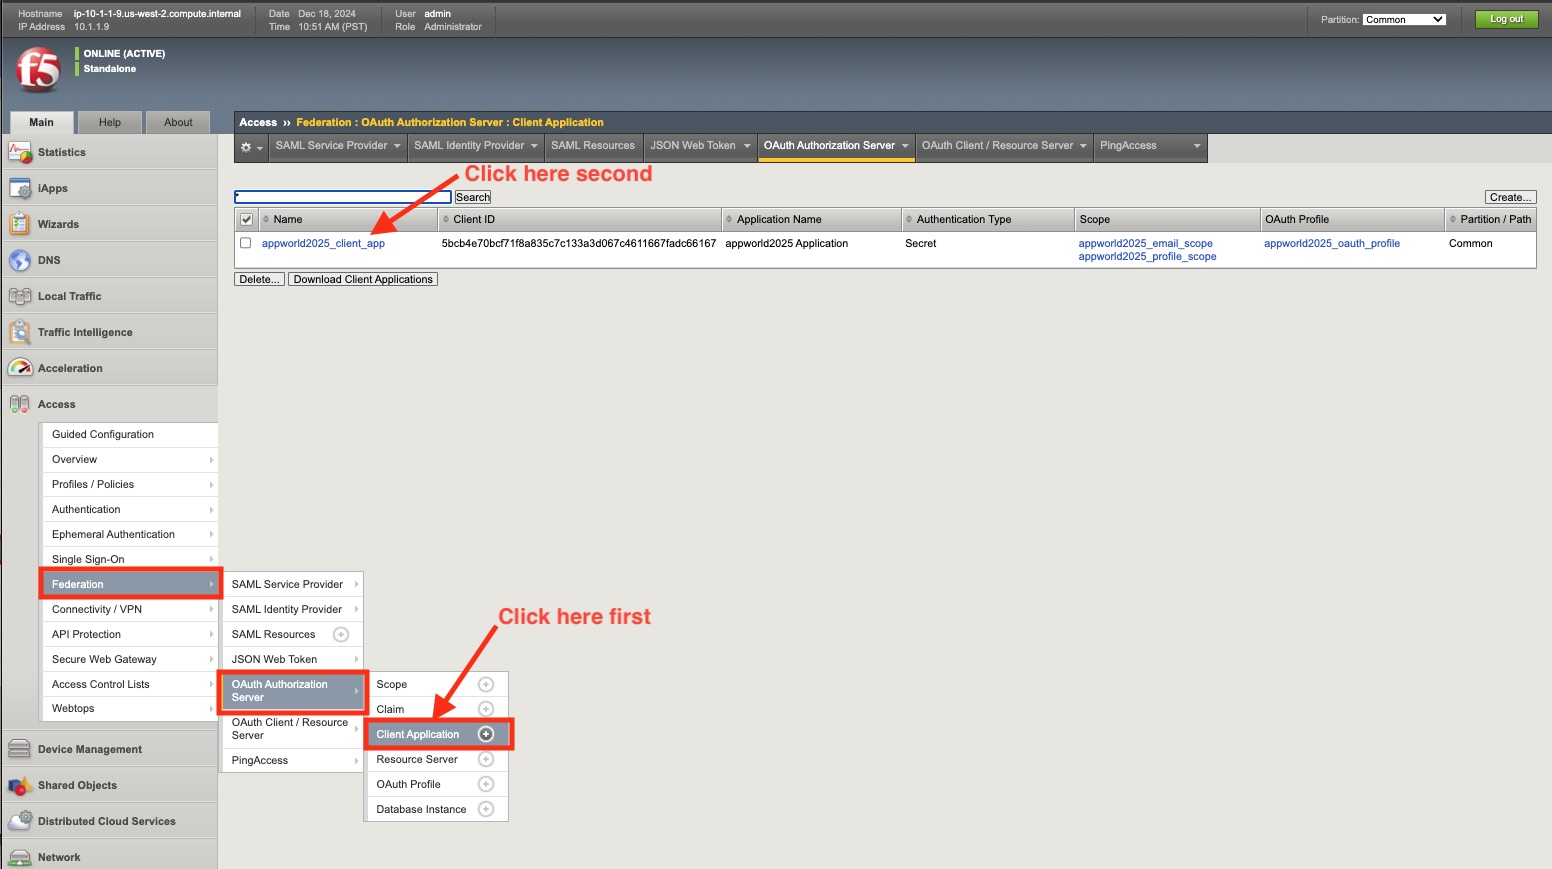 Hostname ip-10-1-1-9.us-west-2.compute.internal Date Dec 18, 2024 User admin
IP Address 10.1.1.9 Time 10:51 AM (PST) Role Administrator
Partition: Common
Log out
f5
ONLINE (ACTIVE)
Standalone
Main Help About
Access ›› Federation : OAuth Authorization Server : Client Application
SAML Service Provider SAML Identity Provider SAML Resources JSON Web Token OAuth Authorization Server OAuth Client / Resource Server PingAccess
Click here second
* Search Create...
Name Client ID Application Name Authentication Type Scope OAuth Profile Partition / Path
appworld2025_client_app 5bcb4e70bcf71f8a835c7c133a3d067c4611667fadc66167 appworld2025 Application Secret appworld2025_email_scope appworld2025_oauth_profile Common
appworld2025_profile_scope
Delete... Download Client Applications
Statistics
iApps
Wizards
DNS
Local Traffic
Traffic Intelligence
Acceleration
Access
Guided Configuration
Overview
Profiles / Policies
Authentication
Ephemeral Authentication
Single Sign-On
Federation
Connectivity / VPN
API Protection
Secure Web Gateway
Access Control Lists
Webtops
SAML Service Provider
SAML Identity Provider
SAML Resources
JSON Web Token
OAuth Authorization
Server
OAuth Client / Resource
Server
PingAccess
Click here first
Scope
Claim
Client Application
Resource Server
OAuth Profile
Database Instance
Device Management
Shared Objects
Distributed Cloud Services
Network